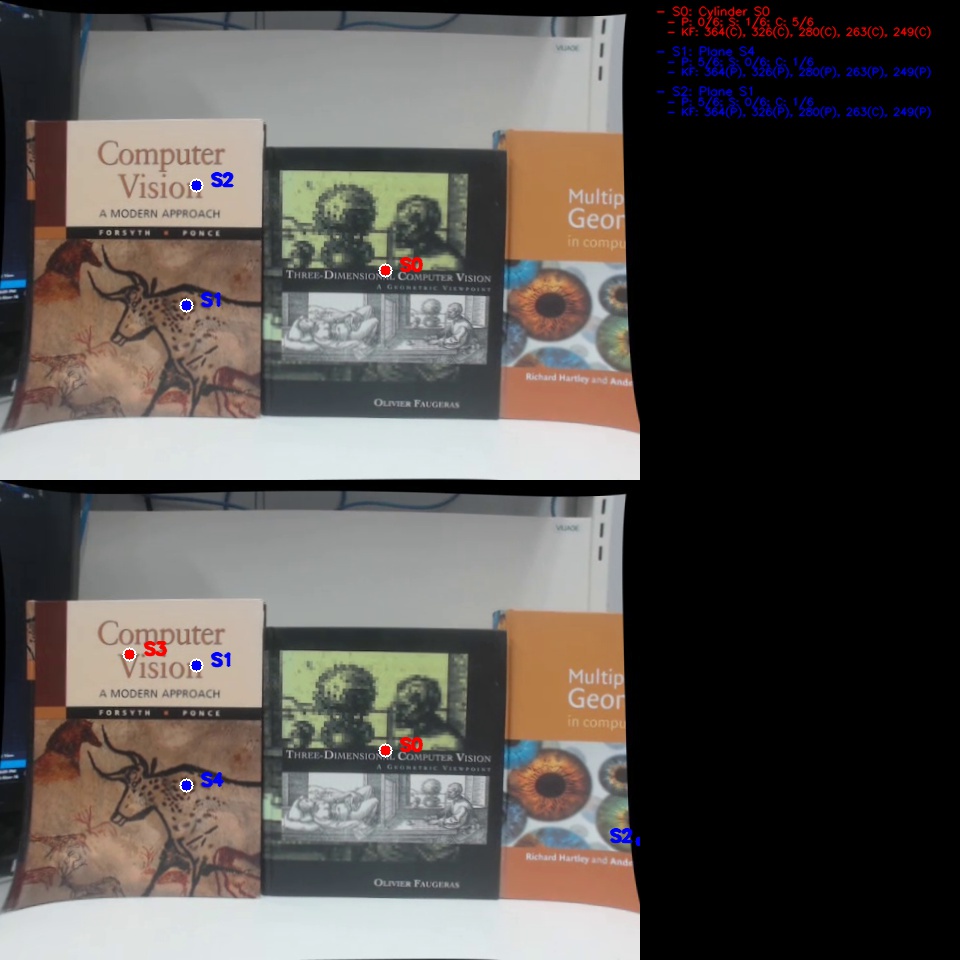 - S0: Cylinder S0
- P: 0/6; S: 1/6; C: 5/6
- KF: 364(C), 326(C), 280(C), 263(C), 249(C)
- S1: Plane S4
- P: 5/6; S: 0/6; C: 1/6
- KF: 364(P), 326(P), 280(P), 263(P), 249(P)
- S2: Plane S1
- P: 5/6; S: 0/6; C: 1/6
- KF: 364(P), 326(P), 280(P), 263(C), 249(P)
Computer
Vision
S2
A MODERN APPROACH
FORSYTH PONCE
S1
S0
THREE-DIMENSIONAL COMPUTER VISION
A GEOMETRIC VIEWPOINT
OLIVIER FAUGERAS
Multip
Geor
in compu
Richard Hartley and Ande
Computer
S3
Vision
S1
A MODERN APPROACH
FORSYTH PONCE
S4
S0
THREE-DIMENSIONAL COMPUTER VISION
A GEOMETRIC VIEWPOINT
OLIVIER FAUGERAS
Multip
Geor
in compu
S2
Richard Hartley and Ande